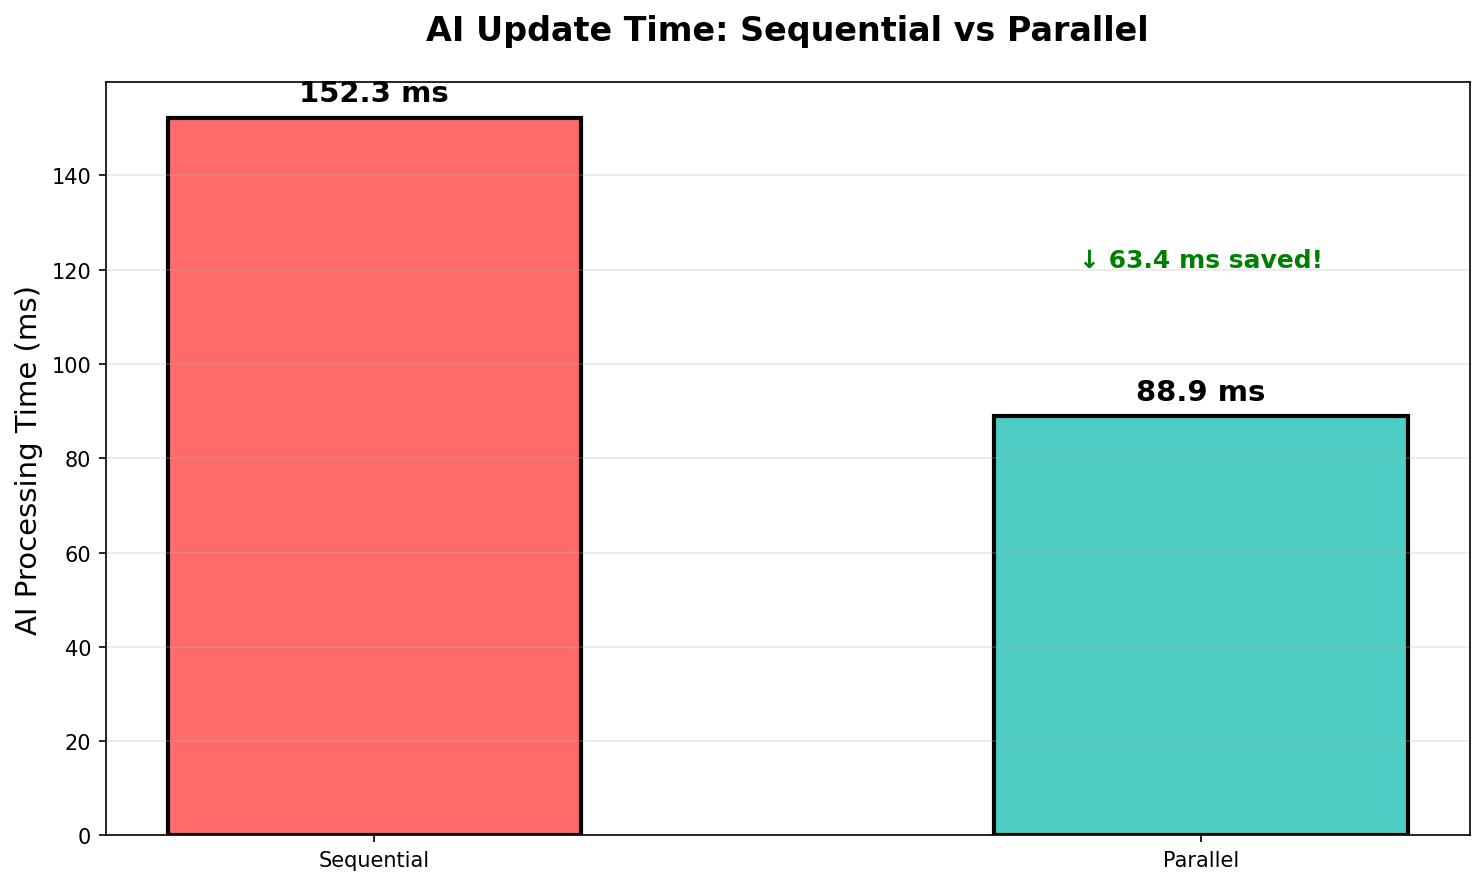 AI Update Time: Sequential vs Parallel
152.3 ms
140
120
100
80
60
40
20
0
AI Processing Time (ms)
↓ 63.4 ms saved!
88.9 ms
Sequential
Parallel